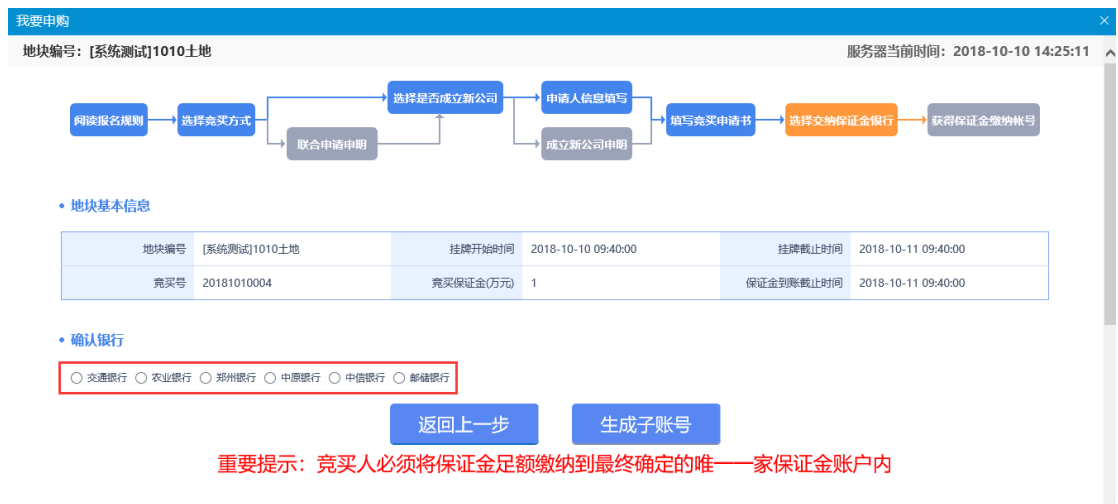 我要申购
地块编号：[系统测试]1010土地 服务器当前时间：2018-10-10 14:25:11
阅读报名规则
选择竞买方式
选择是否成立新公司
联合申请申明
申请人信息填写
成立新公司申明
填写竞买申请书
选择交纳保证金银行
获得保证金缴纳帐号
地块基本信息
地块编号 [系统测试]1010土地 挂牌开始时间 2018-10-10 09:40:00 挂牌截止时间 2018-10-11 09:40:00
竞买号 20181010004 竞买保证金(万元) 1 保证金到账截止时间 2018-10-11 09:40:00
确认银行
交通银行 农业银行 郑州银行 中原银行 中信银行 邮储银行
返回上一步 生成子账号
重要提示：竞买人必须将保证金足额缴纳到最终确定的唯一一家保证金账户内